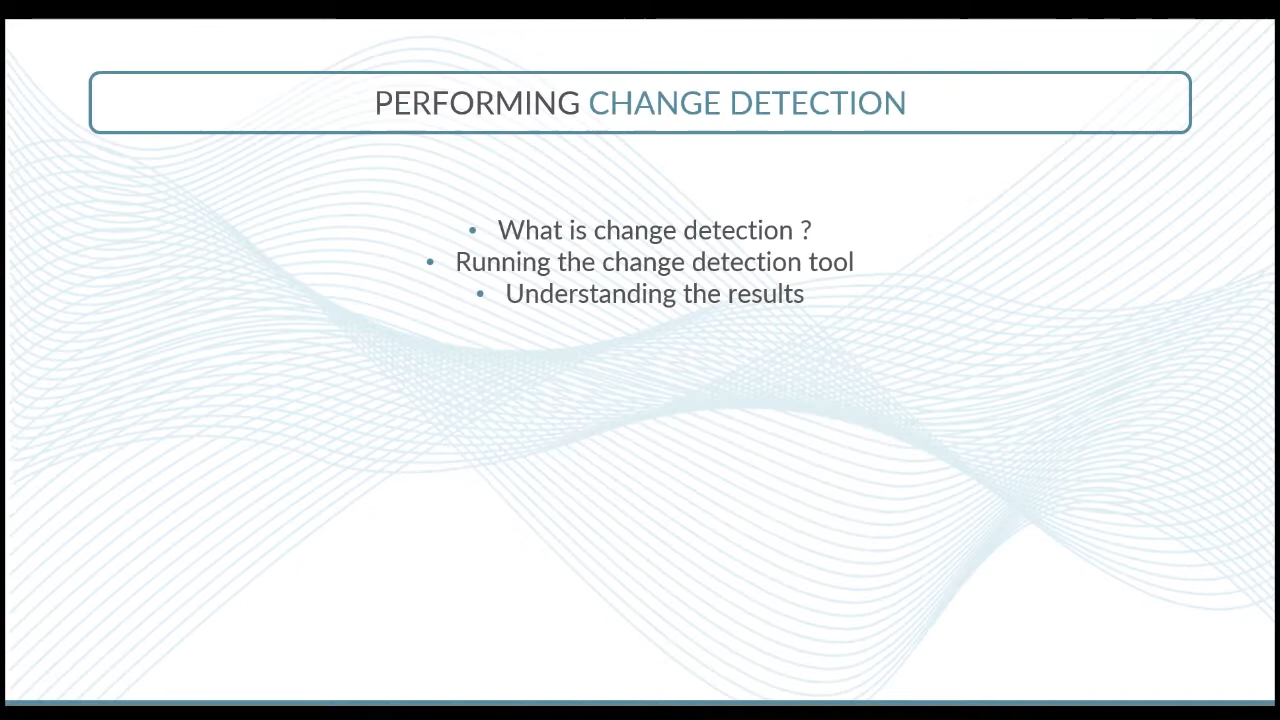 PERFORMING CHANGE DETECTION
• What is change detection ?
• Running the change detection tool
• Understanding the results